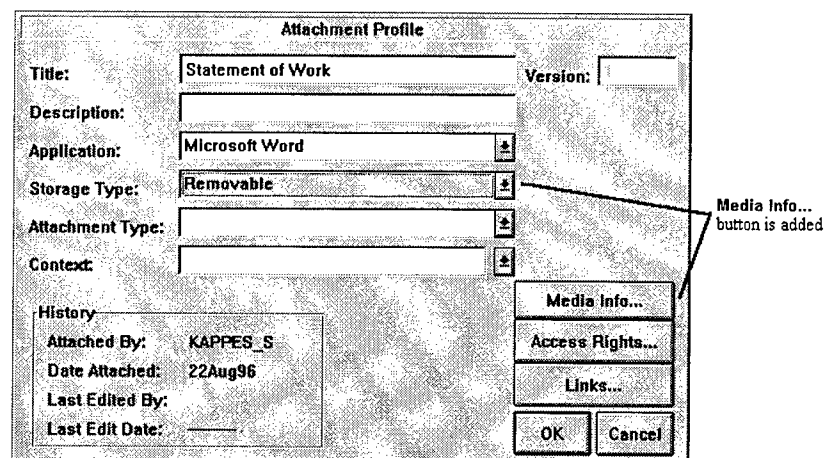 Attachment Profile
Title: Statement of Work Version:
Description:
Application: Microsoft Word
Storage Type: Removable
Attachment Type:
Context:
Media Info...
button is added
Media Info...
History
Attached By: KAPPES_S
Access Rights...
Date Attached: 22Aug96
Links...
Last Edited By:
Last Edit Date:
OK Cancel